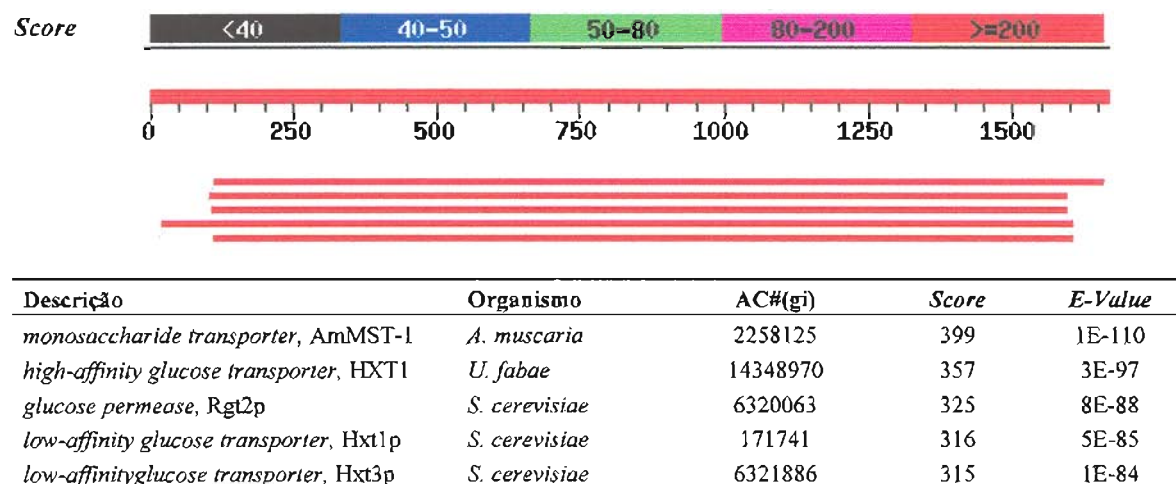 Score <40 40-50 50-80 80-200 >=200
0 250 500 750 1000 1250 1500
Descrição Organismo AC#(gi) Score E-Value
monosaccharide transporter, AmMST-1 A. muscaria 2258125 399 1E-110
high-affinity glucose transporter, HXT1 U. fabae 14348970 357 3E-97
glucose permease, Rgt2p S. cerevisiae 6320063 325 8E-88
low-affinity glucose transporter, Hxt1p S. cerevisiae 171741 316 5E-85
low-affinityglucose transporter, Hxt3p S. cerevisiae 6321886 315 1E-84